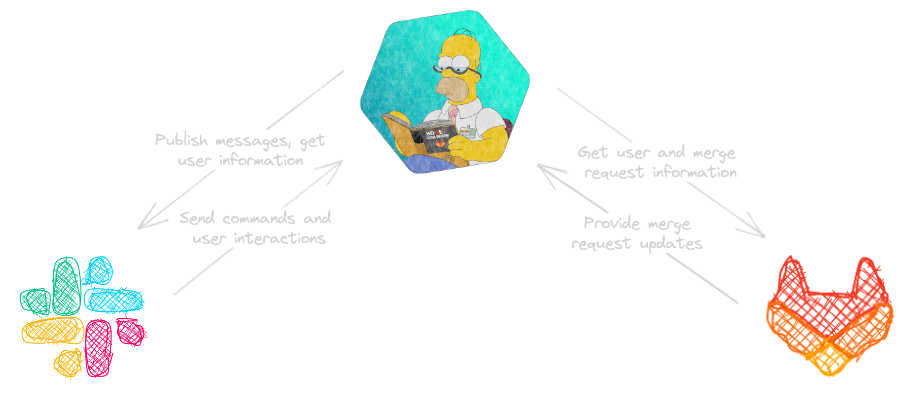 Publish messages, get
user information
Send commands and
user interactions
Get user and merge
request information
Provide merge
request updates